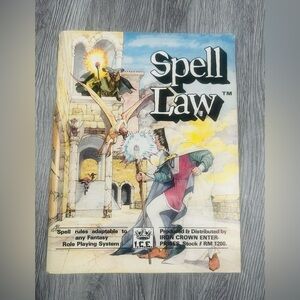 Spell
Law™
Spell rules adaptable to
any Fantasy
Role Playing System
I.C.E.
Produced & Distributed by
IRON CROWN ENTER-
PRISES, Stock # RM 1200.